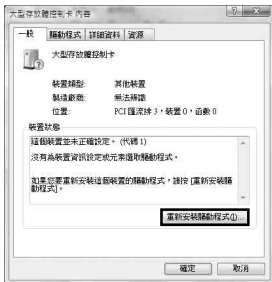 大型存放體控制卡 內容
一般 驅動程式 詳細資料 資源
大型存放體控制卡
裝置類型: 其他裝置
製造廠商: 無法辨識
位置: PCI 匯流排 3,裝置 0,函數 0
裝置狀態
這個裝置並未正確設定。 (代碼 1)
沒有為裝置資訊設定或元素選取驅動程式。
如果您要重新安裝這個裝置的驅動程式,請按 [重新安裝驅動程式]。
重新安裝驅動程式(I)...
確定 取消